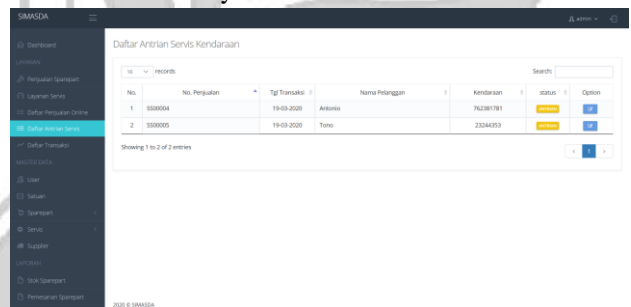 SIMASDA
admin
Dashboard
LAYANAN
Penjualan Sparepart
Layanan Servis
Daftar Penjualan Online
Daftar Antrian Servis
Daftar Transaksi
MASTER DATA
User
Satuan
Sparepart
Servis
Supplier
LAPORAN
Stok Sparepart
Pemesanan Sparepart
Daftar Antrian Servis Kendaraan
10 records
Search:
No. No. Penjualan Tgl Transaksi Nama Pelanggan Kendaraan status Option
1 SS00004 19-03-2020 Antonio 762381781 ANTRIAN
2 SS00005 19-03-2020 Tono 23244353 ANTRIAN
Showing 1 to 2 of 2 entries
< 1 >
2020 © SIMASDA